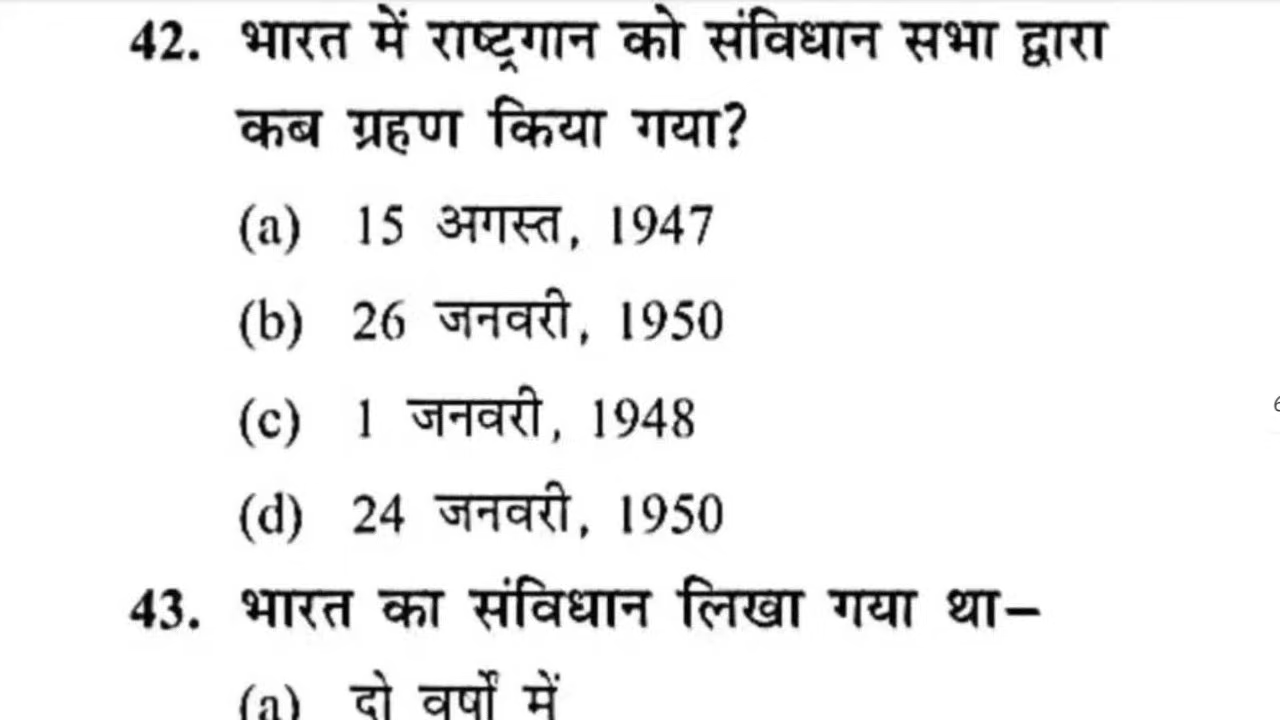 42. भारत में राष्ट्रगान को संविधान सभा द्वारा
कब ग्रहण किया गया?
(a) 15 अगस्त, 1947
(b) 26 जनवरी, 1950
(c) 1 जनवरी, 1948
(d) 24 जनवरी, 1950
43. भारत का संविधान लिखा गया था–
(a) दो वर्षों में